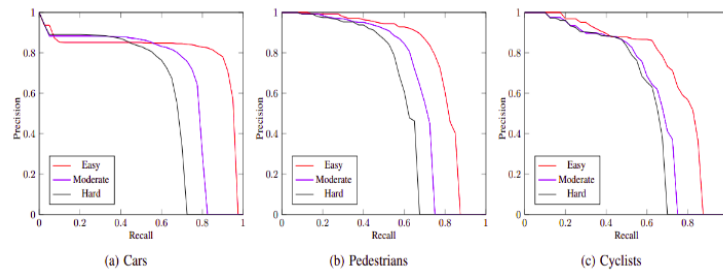 1
0.8
0.6
0.4
0.2
0
Precision
Easy
Moderate
Hard
0 0.2 0.4 0.6 0.8 1
Recall
(a) Cars
1
0.8
0.6
0.4
0.2
0
Precision
Easy
Moderate
Hard
0 0.2 0.4 0.6 0.8 1
Recall
(b) Pedestrians
1
0.8
0.6
0.4
0.2
0
Precision
Easy
Moderate
Hard
0 0.2 0.4 0.6 0.8
Recall
(c) Cyclists